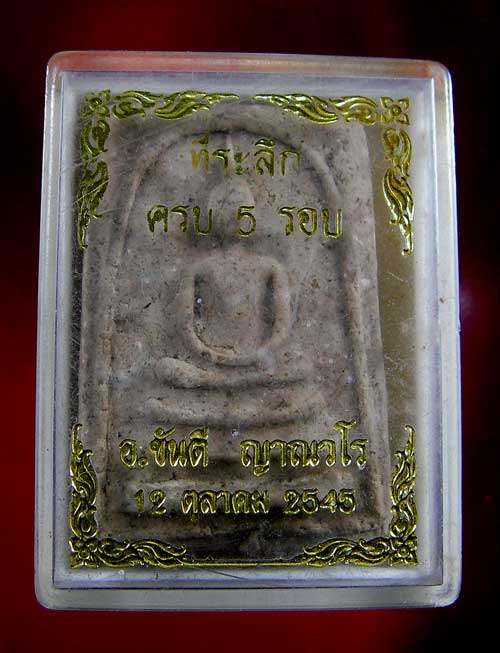 ที่ระลึก
ครบ 5 รอบ
อ.ขันตี ญาณวโร
12 ตุลาคม 2545